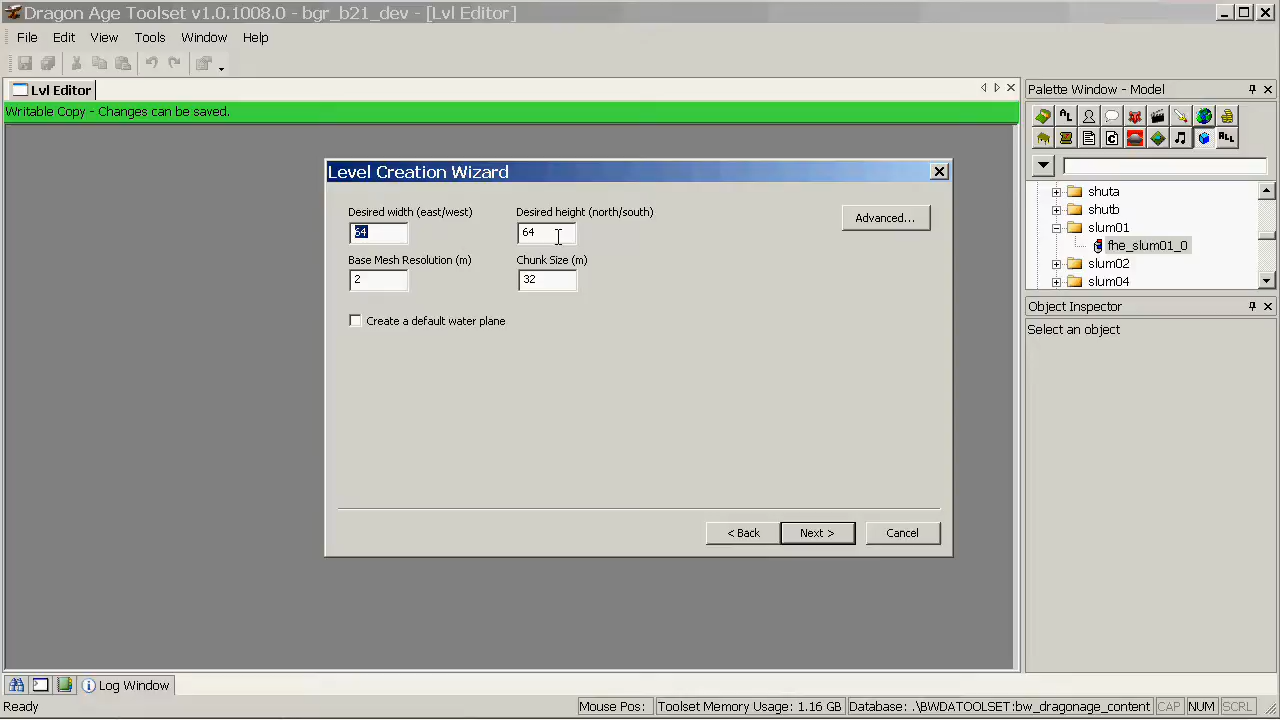 Dragon Age Toolset v1.0.1008.0 - bgr_b21_dev - [Lvl Editor]
File Edit View Tools Window Help
Lvl Editor
Writable Copy - Changes can be saved.
Level Creation Wizard
Desired width (east/west) Desired height (north/south)
64 64
Advanced...
Base Mesh Resolution (m) Chunk Size (m)
2 32
Create a default water plane
< Back Next > Cancel
Palette Window - Model
ALL
shuta
shutb
slum01
fhe_slum01_0
slum02
slum04
Object Inspector
Select an object
Log Window
Ready Mouse Pos: Toolset Memory Usage: 1.16 GB Database: .\BWDATOOLSET:bw_dragonage_content CAP NUM SCRL